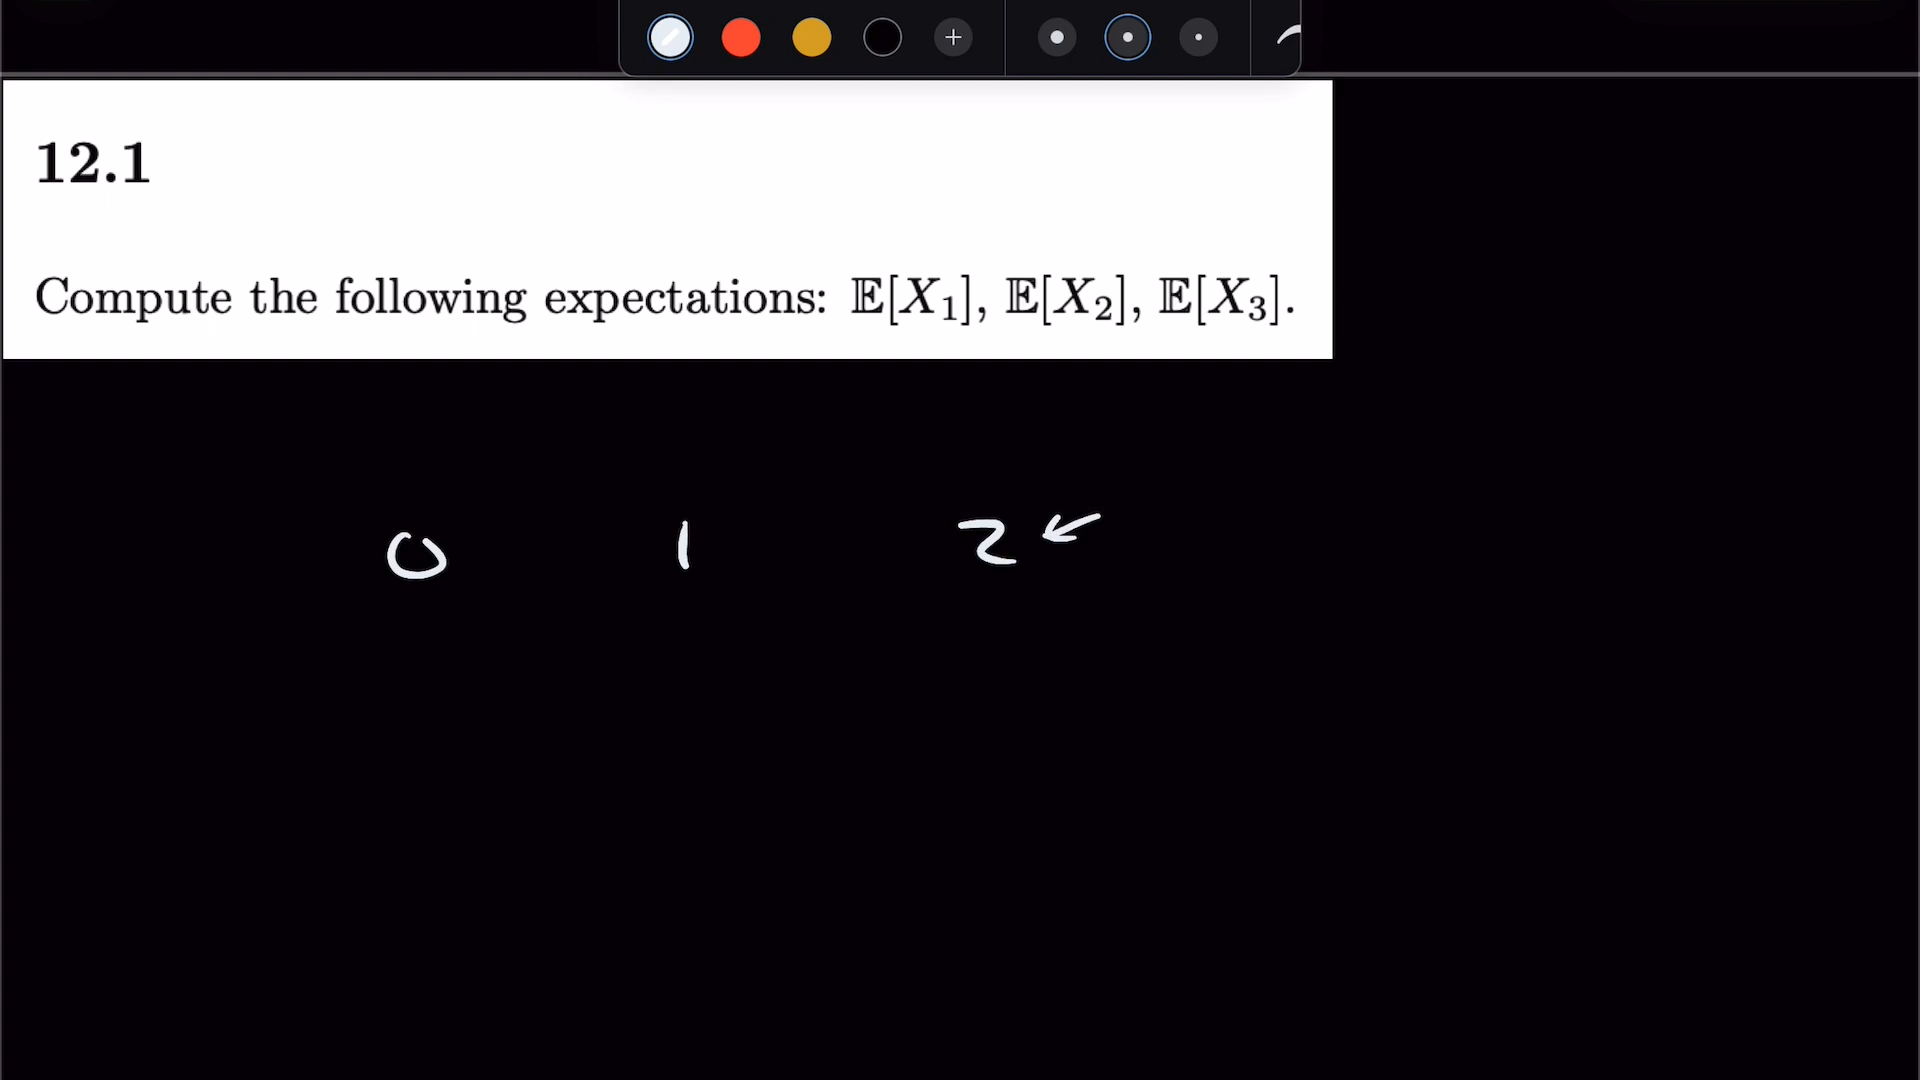 12.1
Compute the following expectations: 𝔼[X₁], 𝔼[X₂], 𝔼[X₃].
0 1 2 ↙